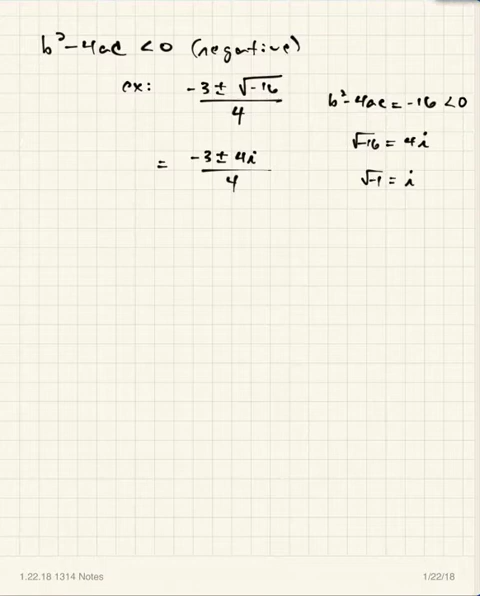 b²-4ac < 0 (negative)
ex: (-3 ± √-16)/4
b²-4ac = -16 < 0
√-16 = 4i
= (-3 ± 4i)/4
√-1 = i
1.22.18 1314 Notes
1/22/18